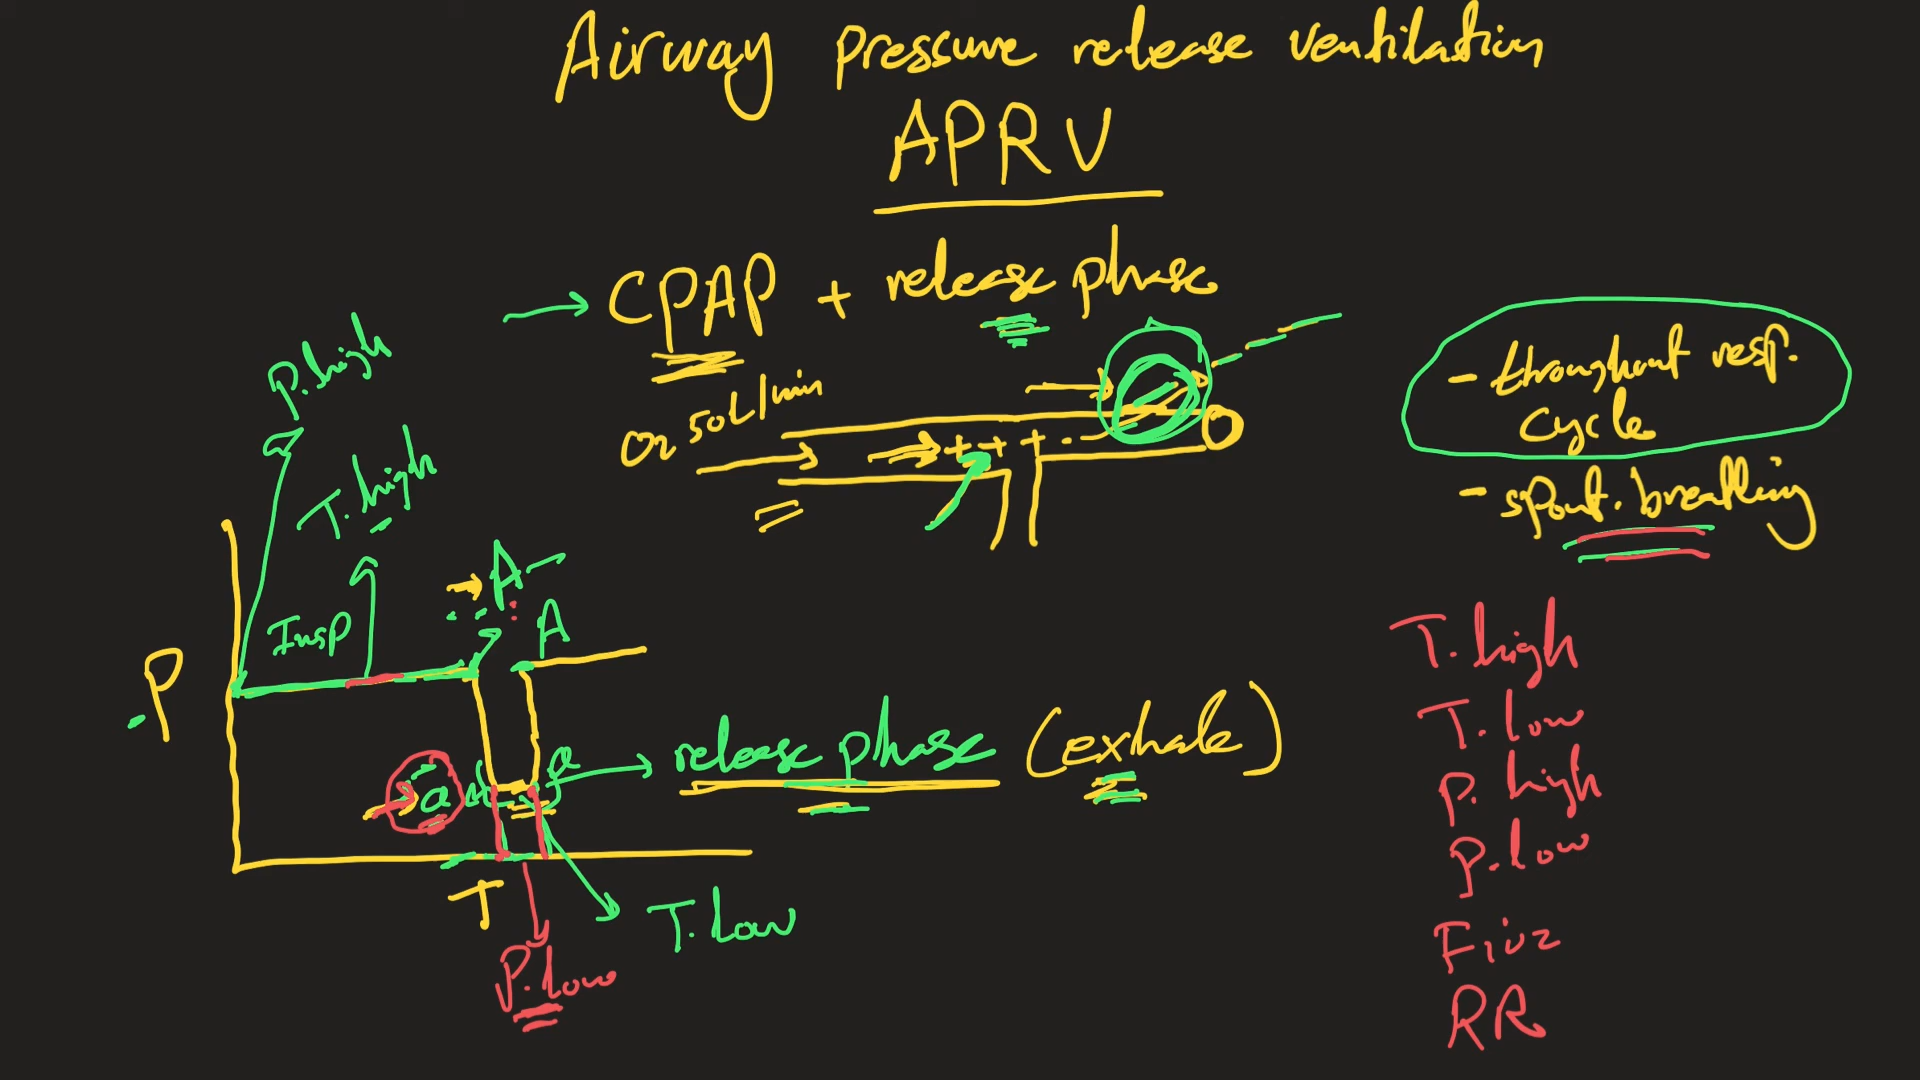 Airway pressure release ventilation
APRV
CPAP + release phase
O2 50L/min
+ + +
- throughout resp.
cycle
- spont. breathing
P.high
T.high
Insp
A
A
P
a
release phase (exhale)
T
T.low
P.low
T.high
T.low
P.high
P.low
Fio2
RR